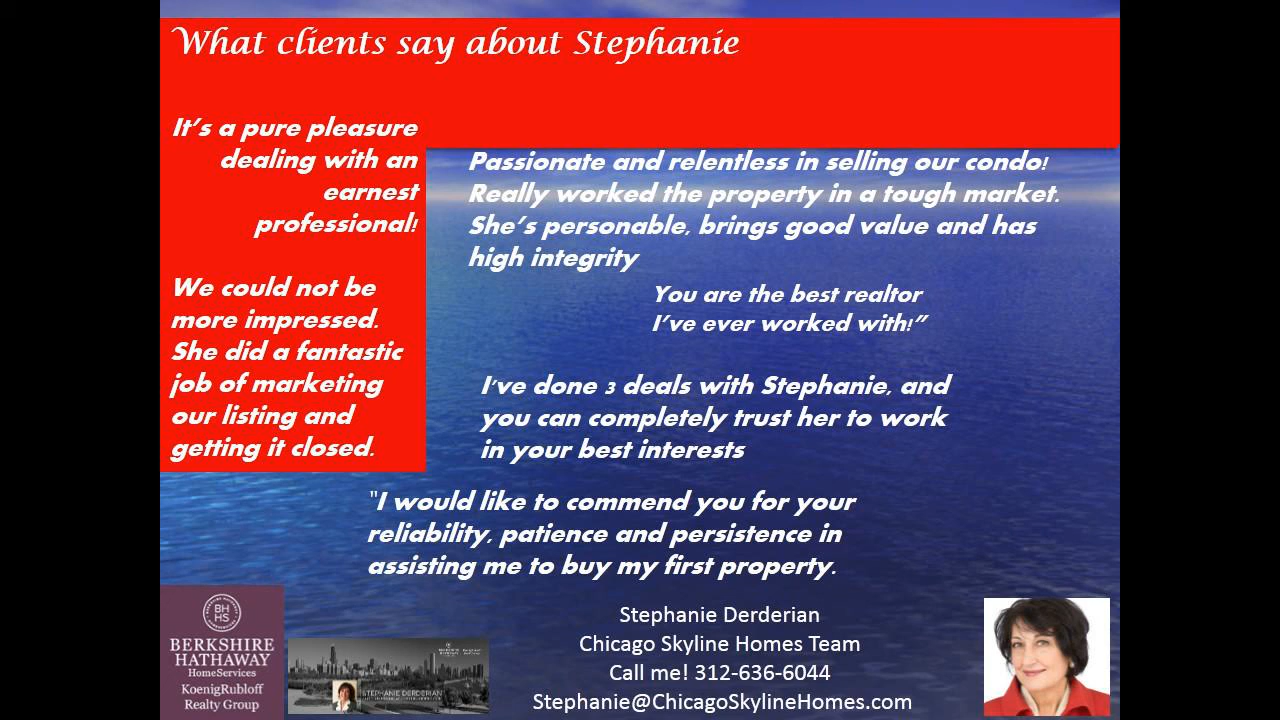 What clients say about Stephanie
It's a pure pleasure
dealing with an
earnest
professional!
We could not be
more impressed.
She did a fantastic
job of marketing
our listing and
getting it closed.
Passionate and relentless in selling our condo!
Really worked the property in a tough market.
She's personable, brings good value and has
high integrity
You are the best realtor
I've ever worked with!”
I've done 3 deals with Stephanie, and
you can completely trust her to work
in your best interests
"I would like to commend you for your
reliability, patience and persistence in
assisting me to buy my first property.
BH
HS
BERKSHIRE
HATHAWAY
HomeServices
KoenigRubloff
Realty Group
STEPHANIE DERDERIAN
Stephanie Derderian
Chicago Skyline Homes Team
Call me! 312-636-6044
Stephanie@ChicagoSkylineHomes.com